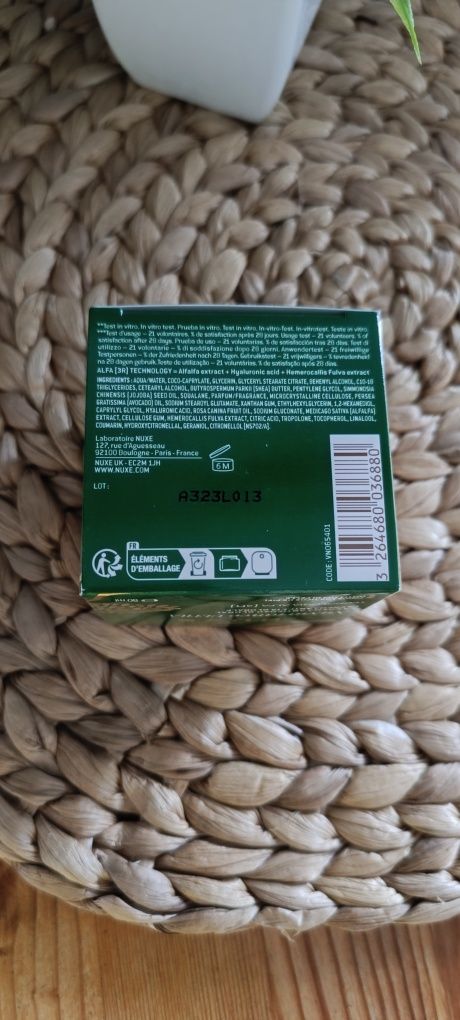 **Test in vitro. In vitro test. Prueba in vitro. Test in vitro. In-vitro-Test. In-vitrotest. Teste in vitro.
***Test d'usage – 21 volontaires. % de satisfaction après 28 jours. Usage test – 21 volunteers. % of
satisfaction after 28 days. Prueba de uso – 21 voluntarias. % de satisfacción tras 28 días. Test di
utilizzo – 21 volontarie – % di soddisfazione dopo 28 giorni. Anwendertest – 21 freiwillige
Testpersonen – % der Zufriedenheit nach 28 Tagen. Gebruikstest – 21 vrijwilligers – % tevredenheid
na 28 dagen gebruik. Teste de utilização – 21 voluntárias. % de satisfação após 28 dias.
ALFA [3R] TECHNOLOGY = Alfalfa extract + Hyaluronic acid + Hemerocallis Fulva extract
INGREDIENTS: AQUA/WATER, COCO-CAPRYLATE, GLYCERIN, GLYCERYL STEARATE CITRATE, BEHENYL ALCOHOL, C10-18
TRIGLYCERIDES, CETEARYL ALCOHOL, BUTYROSPERMUM PARKII (SHEA) BUTTER, PENTYLENE GLYCOL, SIMMONDSIA
CHINENSIS (JOJOBA) SEED OIL, SQUALANE, PARFUM/FRAGRANCE, MICROCRYSTALLINE CELLULOSE, PERSEA
GRATISSIMA (AVOCADO) OIL, SODIUM STEAROYL GLUTAMATE, XANTHAN GUM, ETHYLHEXYLGLYCERIN, 1,2-HEXANEDIOL,
CAPRYLYL GLYCOL, HYALURONIC ACID, ROSA CANINA FRUIT OIL, SODIUM GLUCONATE, MEDICAGO SATIVA (ALFALFA)
EXTRACT, CELLULOSE GUM, HEMEROCALLIS FULVA EXTRACT, CITRIC ACID, TROPOLONE, TOCOPHEROL, LINALOOL,
COUMARIN, HYDROXYCITRONELLAL, GERANIOL, CITRONELLOL. [N5702/A].
Laboratoire NUXE
127, rue d'Aguesseau
92100 Boulogne - Paris - France
NUXE UK - EC2M 1JH
WWW.NUXE.COM
6 M
LOT:
A323L013
FR
ÉLÉMENTS
D'EMBALLAGE
CODE: VN065401
3 264680 036880